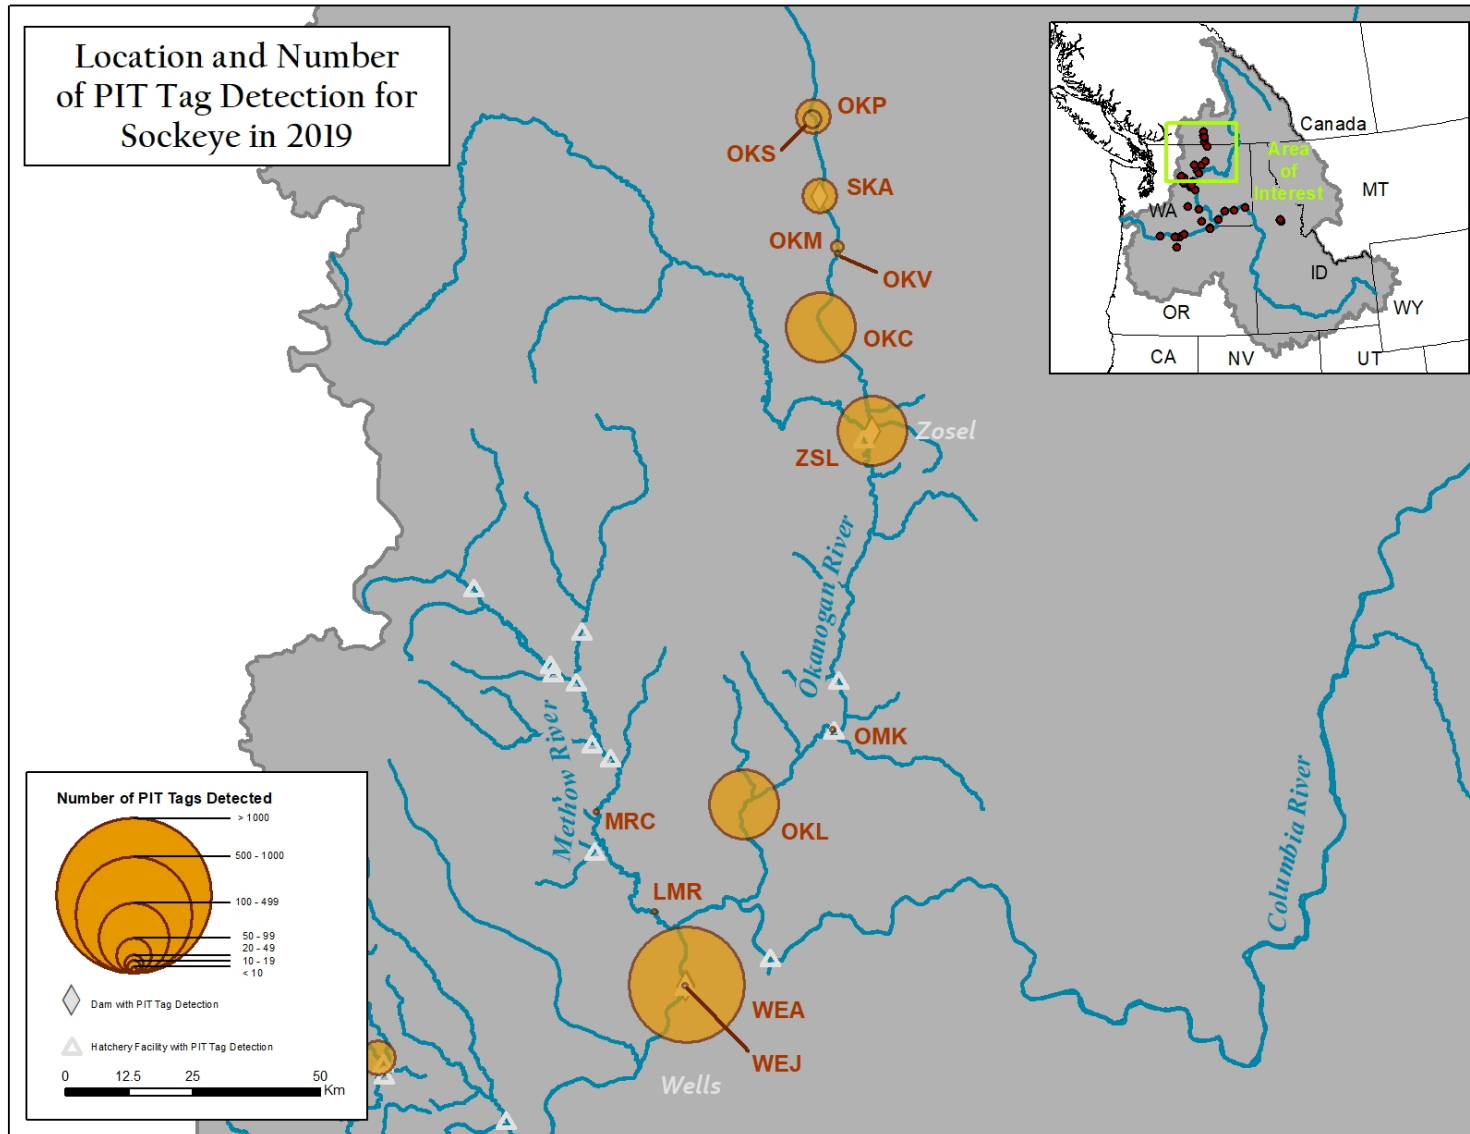 Location and Number
of PIT Tag Detection for
Sockeye in 2019
OKP
OKS
SKA
OKM
OKV
OKC
Zosel
ZSL
Okanogan River
OMK
Methow River
MRC
OKL
LMR
Columbia River
WEA
WEJ
Wells
Canada
Area
of
Interest
MT
WA
ID
OR
WY
CA
NV
UT
Number of PIT Tags Detected
> 1000
500 - 1000
100 - 499
50 - 99
20 - 49
10 - 19
< 10
Dam with PIT Tag Detection
Hatchery Facility with PIT Tag Detection
0 12.5 25 50
Km